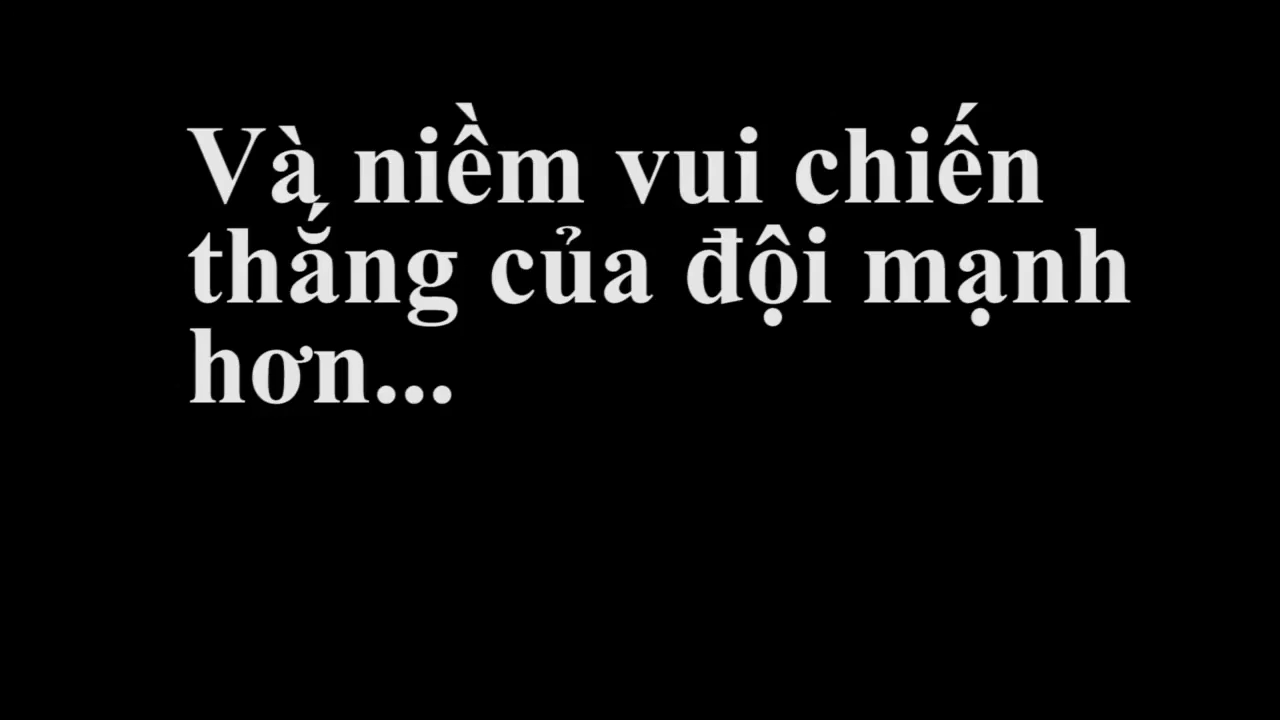 Và niềm vui chiến
thắng của đội mạnh
hơn...